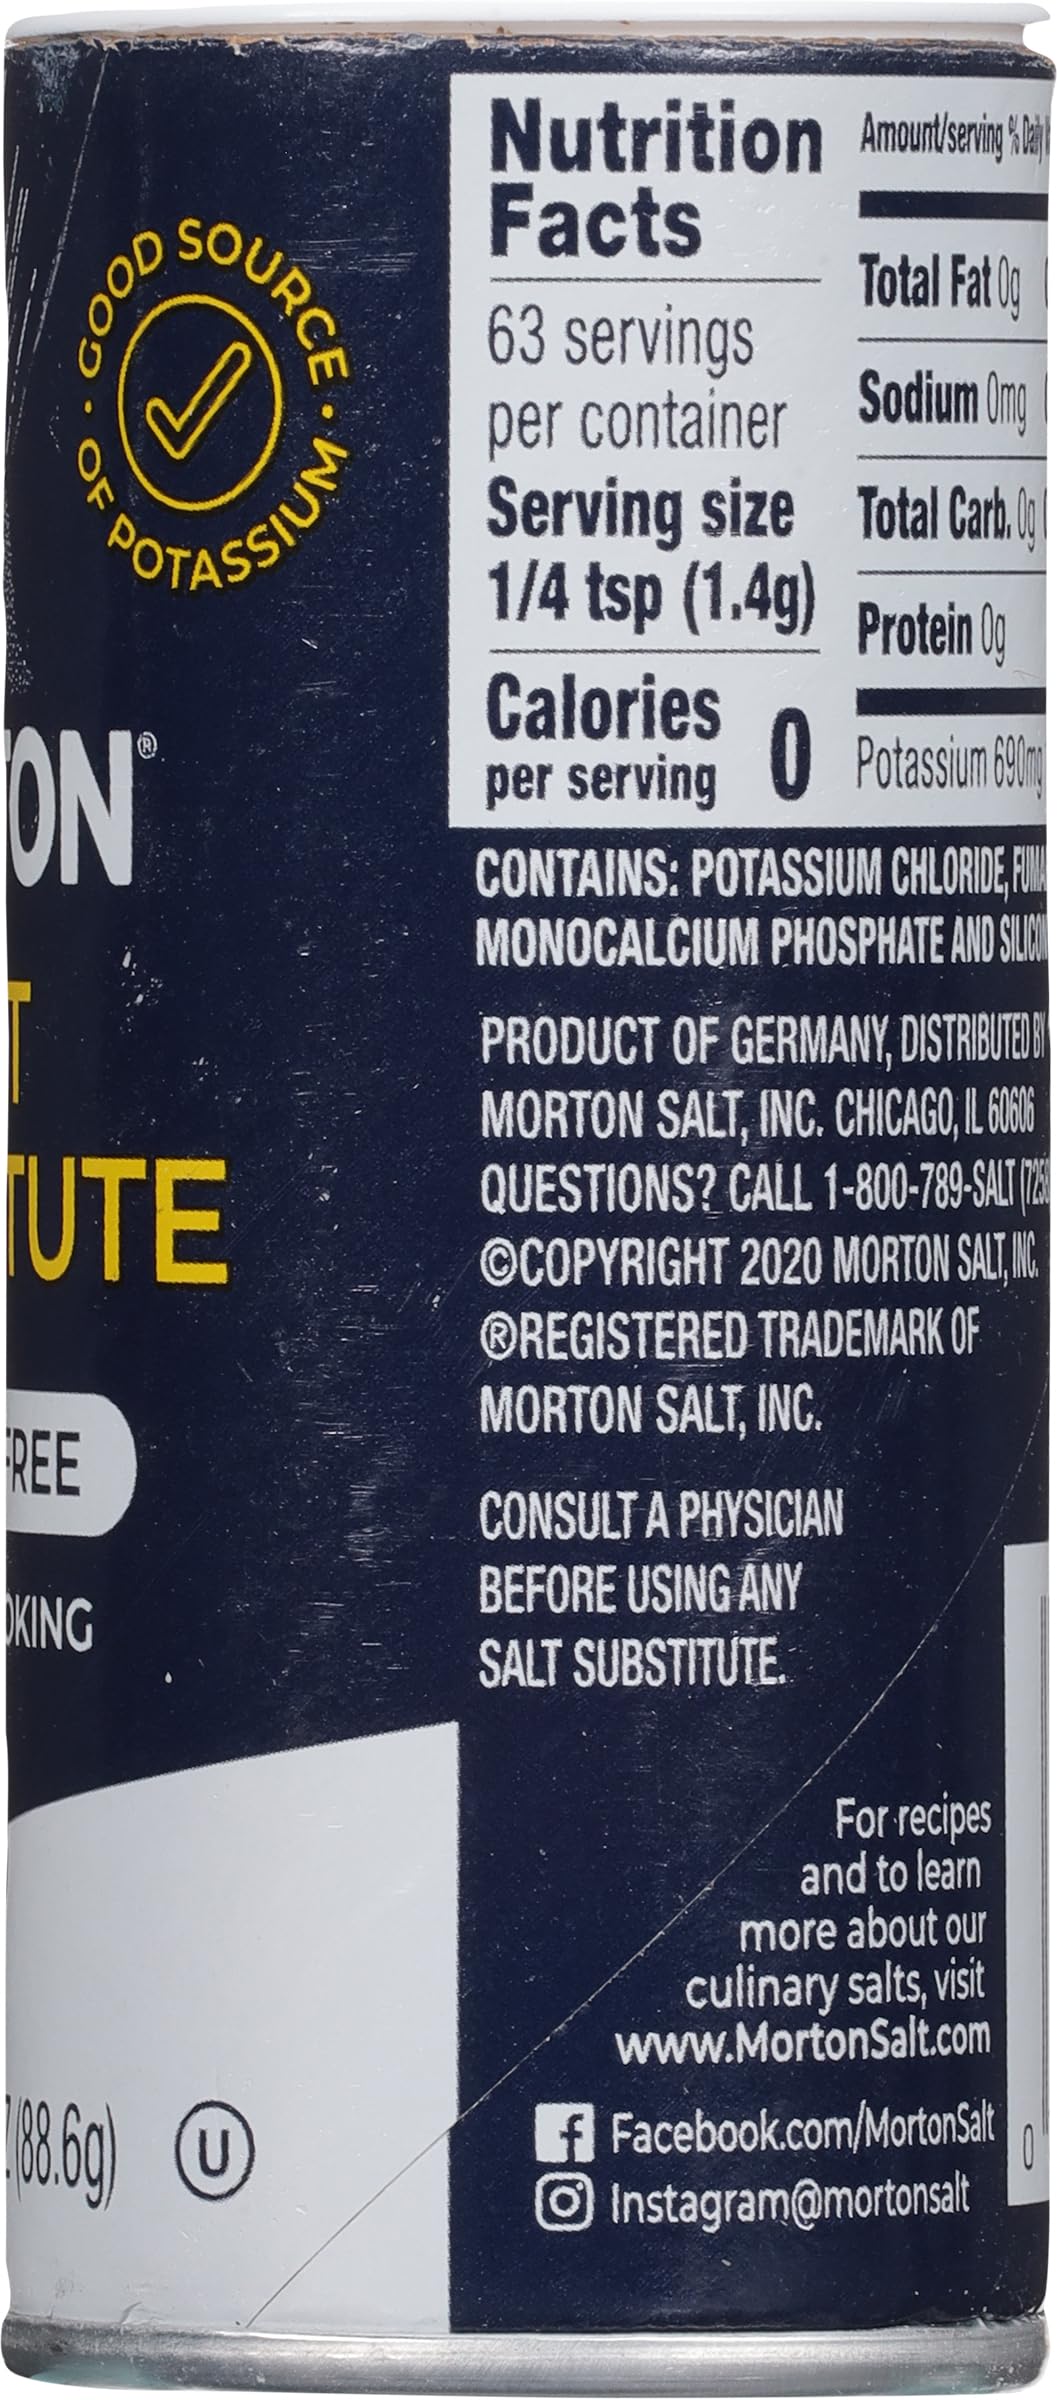 GOOD SOURCE
OF POTASSIUM
TON®
T
TUTE
FREE
OKING
(88.6g)
U
Nutrition
Facts
63 servings
per container
Serving size
1/4 tsp (1.4g)
Calories
per serving 0
Amount/serving % Daily
Total Fat 0g
Sodium 0mg
Total Carb. 0g
Protein 0g
Potassium 690mg
CONTAINS: POTASSIUM CHLORIDE,
MONOCALCIUM PHOSPHATE AND
PRODUCT OF GERMANY, DISTRIBUTED BY
MORTON SALT, INC. CHICAGO, IL 60606
QUESTIONS? CALL 1-800-789-SALT (7258
©COPYRIGHT 2020 MORTON SALT, INC.
®REGISTERED TRADEMARK OF
MORTON SALT, INC.
CONSULT A PHYSICIAN
BEFORE USING ANY
SALT SUBSTITUTE.
For recipes
and to learn
more about our
culinary salts, visit
www.MortonSalt.com
Facebook.com/MortonSalt
Instagram@mortonsalt
0